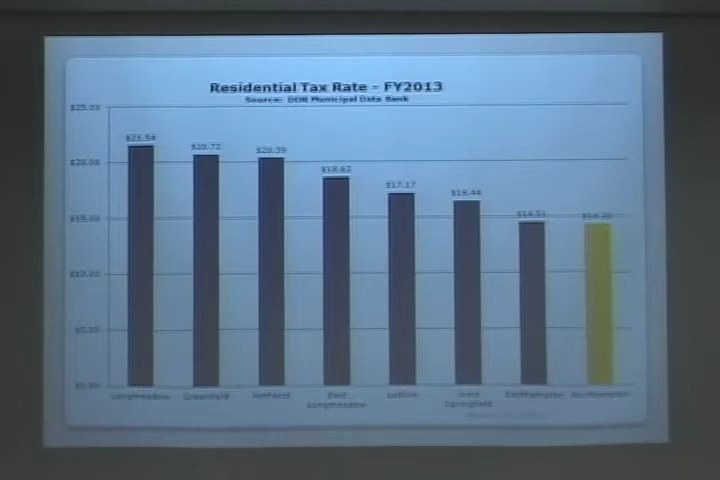 Residential Tax Rate - FY2013
Source: DOR Municipal Data Bank
$25.00
$21.54
$20.72
$20.39
$20.00
$18.62
$17.17
$15.00
$10.00
$5.00
$0.00
Longmeadow Greenfield Amherst East Ludlow West Easthampton Northampton
Longmeadow Springfield